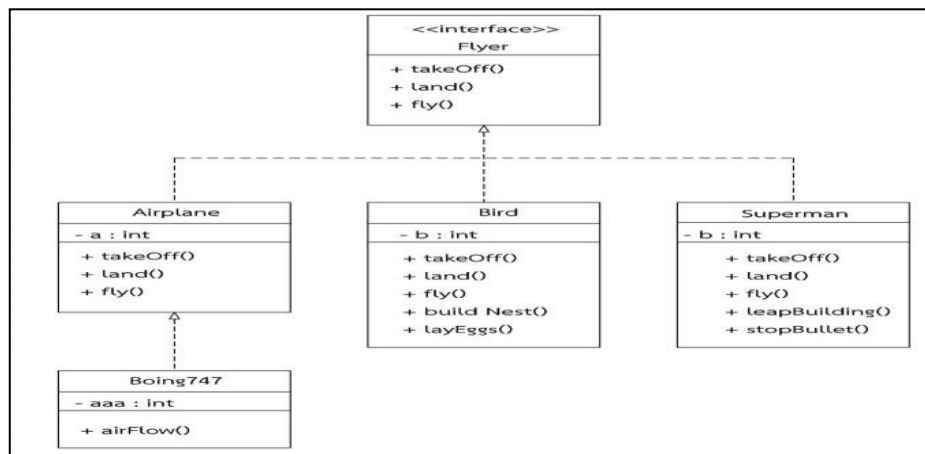 <<interface>>
Flyer
+ takeOff()
+ land()
+ fly()
Airplane
- a : int
+ takeOff()
+ land()
+ fly()
Bird
- b : int
+ takeOff()
+ land()
+ fly()
+ build Nest()
+ layEggs()
Superman
- b : int
+ takeOff()
+ land()
+ fly()
+ leapBuilding()
+ stopBullet()
Boing747
- aaa : int
+ airFlow()